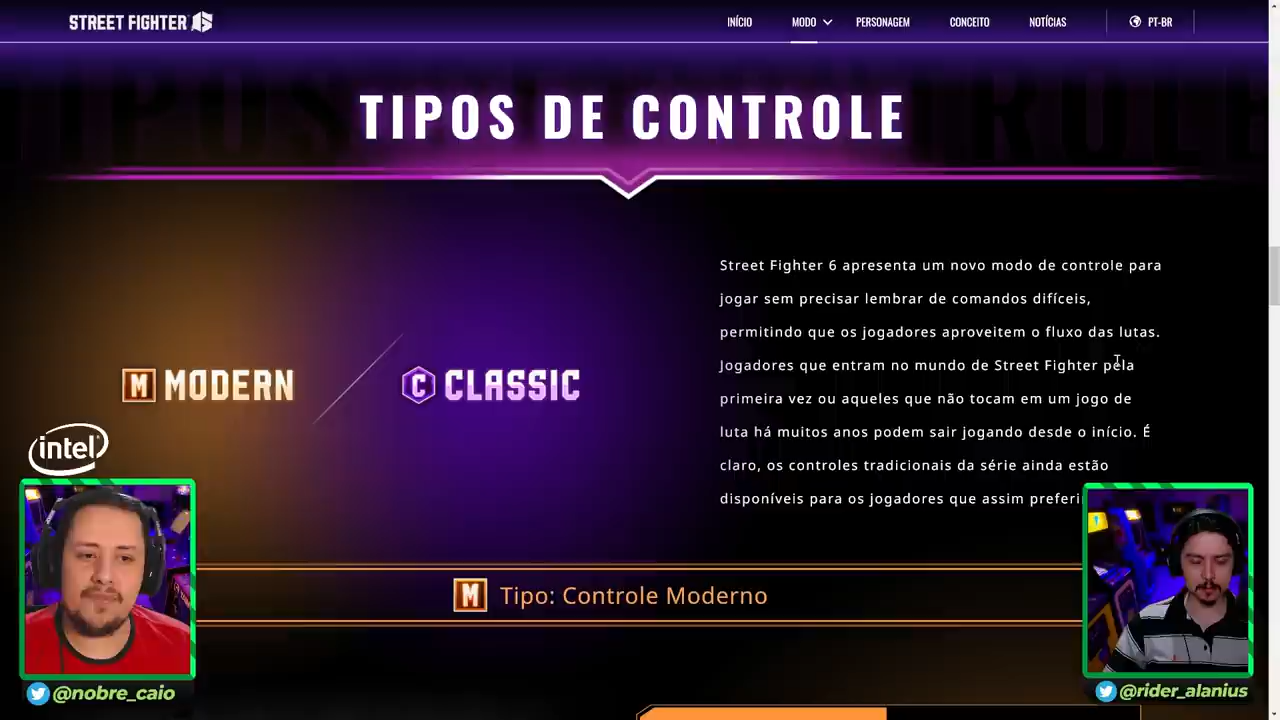 STREET FIGHTER 6
INÍCIO
MODO
PERSONAGEM
CONCEITO
NOTÍCIAS
PT-BR
TIPOS DE CONTROLE
M MODERN
C CLASSIC
Street Fighter 6 apresenta um novo modo de controle para
jogar sem precisar lembrar de comandos difíceis,
permitindo que os jogadores aproveitem o fluxo das lutas.
Jogadores que entram no mundo de Street Fighter pela
primeira vez ou aqueles que não tocam em um jogo de
luta há muitos anos podem sair jogando desde o início. É
claro, os controles tradicionais da série ainda estão
disponíveis para os jogadores que assim preferi
intel
M Tipo: Controle Moderno
@nobre_caio
@rider_alanius